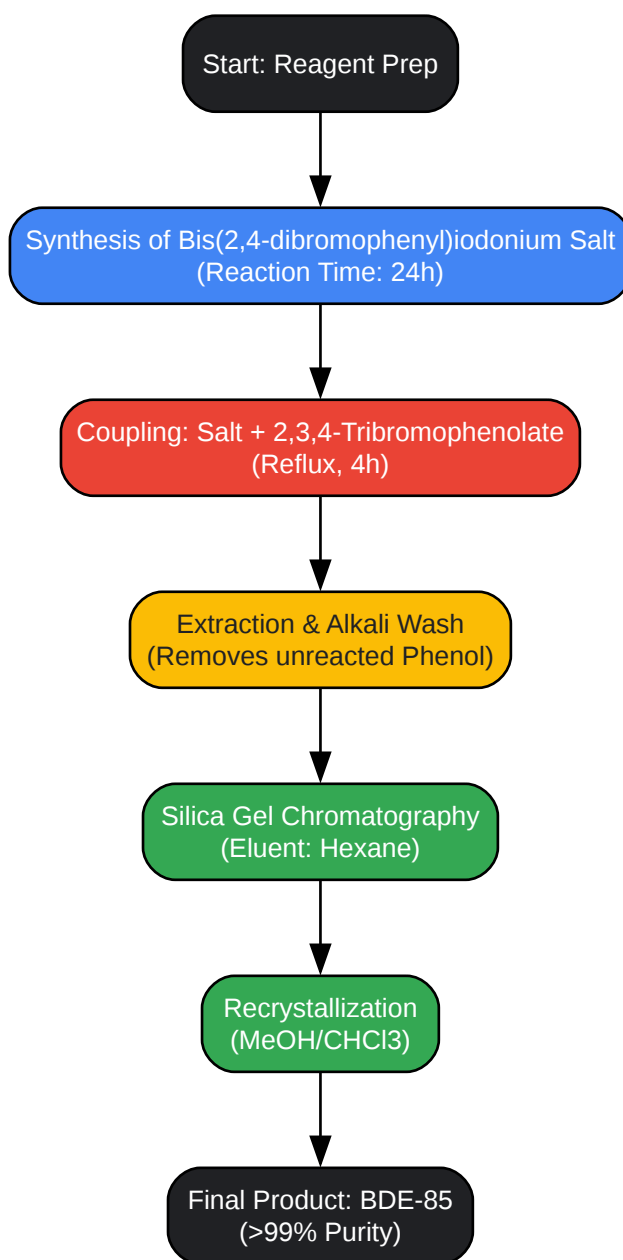 Start: Reagent Prep
Synthesis of Bis(2,4-dibromophenyl)iodonium Salt
(Reaction Time: 24h)
Coupling: Salt + 2,3,4-Tribromophenolate
(Reflux, 4h)
Extraction & Alkali Wash
(Removes unreacted Phenol)
Silica Gel Chromatography
(Eluent: Hexane)
Recrystallization
(MeOH/CHCl3)
Final Product: BDE-85
(>99% Purity)